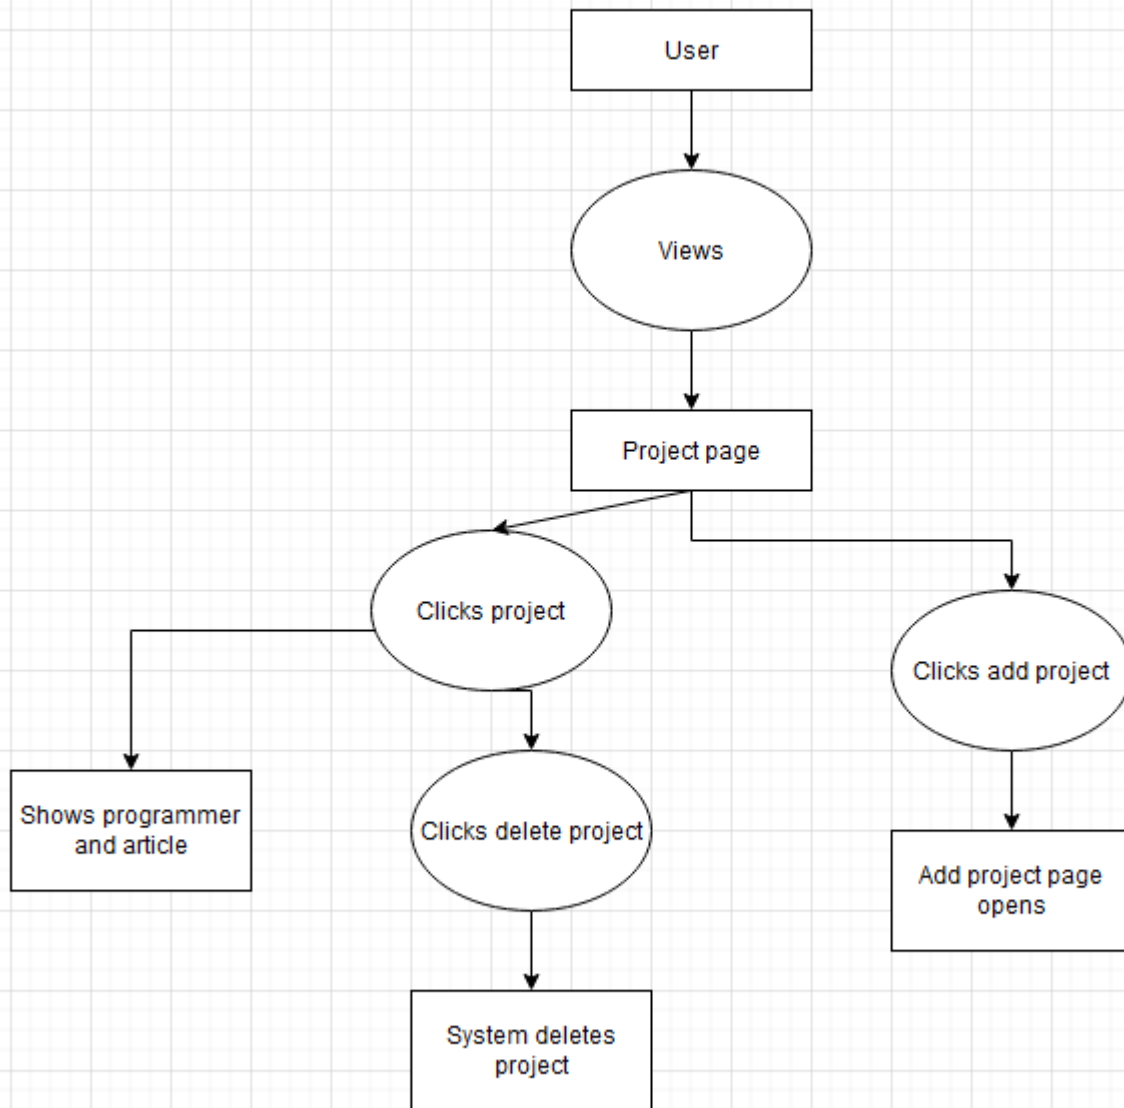 User
Views
Project page
Clicks project
Clicks add project
Shows programmer
and article
Clicks delete project
Add project page
opens
System deletes
project